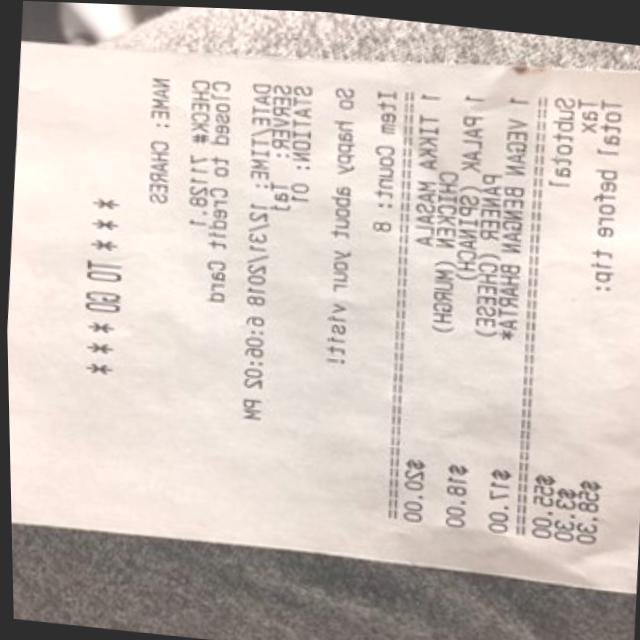 *** TO GO ***
NAME: CHAMES
CHECK# 71128.1
Closed to Credit Card
DATE/TIME: 12/31/2018 6:06:02 PM
SERVER: Tal
STATION: 01
So happy about your visit!
Item Count: 8
1 TIKKA MASALA $20.00
CHICKEN (MURGH)
1 PALAK (SPINACH) $18.00
PANEER (CHEESE)
1 VEGAN BENGIN BHARTA* $17.00
Subtotal $55.00
Tax $3.30
Total before tip: $58.30